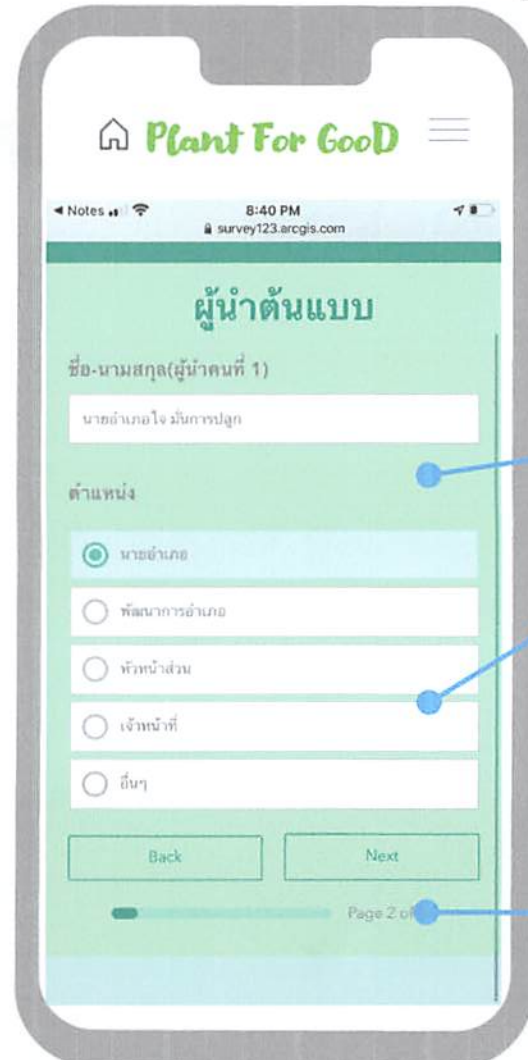 Plant For GooD
Notes
8:40 PM
survey123.arcgis.com
ผู้นำต้นแบบ
ชื่อ-นามสกุล(ผู้นำคนที่ 1)
นายอำเภอใจ มั่นการปลูก
ตำแหน่ง
นายอำเภอ
พัฒนาการอำเภอ
หัวหน้าส่วน
เจ้าหน้าที่
อื่นๆ
Back
Next
Page 2 of